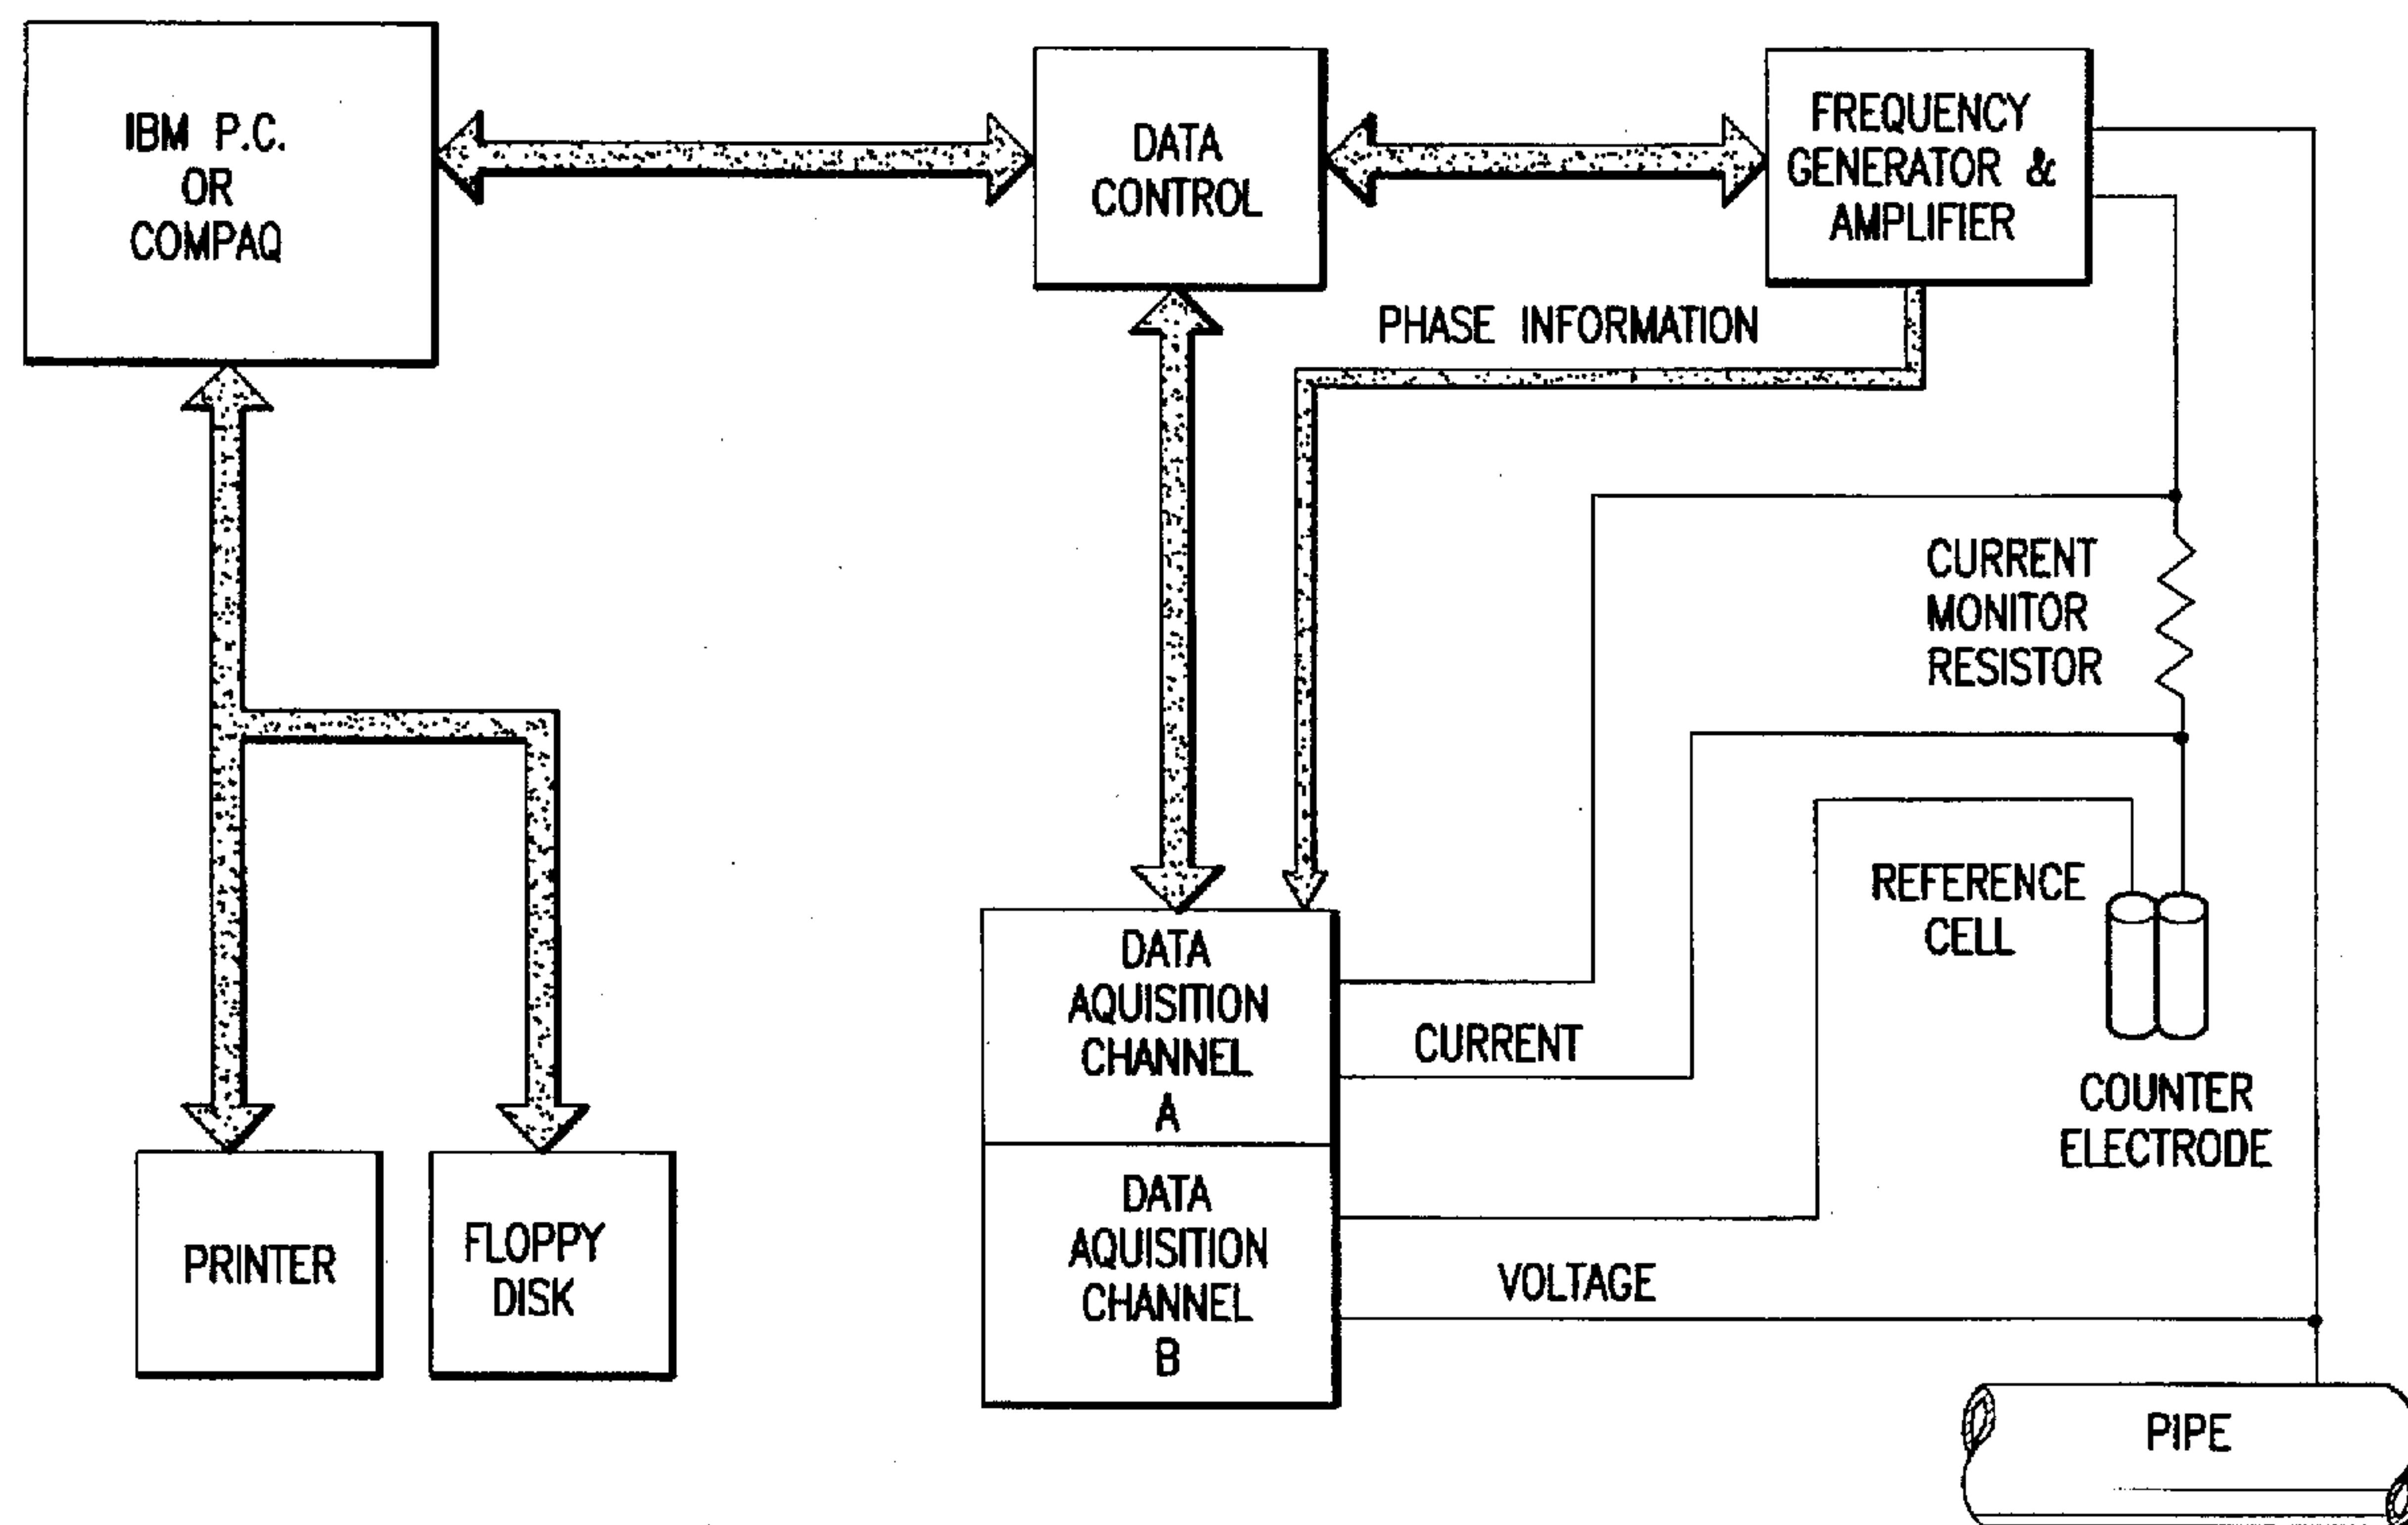 IBM P.C.
OR
COMPAQ
DATA
CONTROL
FREQUENCY
GENERATOR &
AMPLIFIER
PHASE INFORMATION
CURRENT
MONITOR
RESISTOR
REFERENCE
CELL
COUNTER
ELECTRODE
DATA
AQUISITION
CHANNEL
A
CURRENT
DATA
AQUISITION
CHANNEL
B
VOLTAGE
PRINTER
FLOPPY
DISK
PIPE